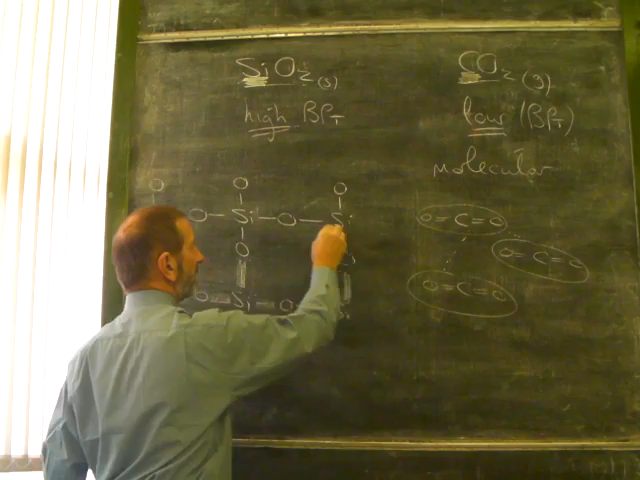 SiO2 (s) CO2 (g)
high BPT low (BPT)
molecular
O O O
O — Si — O — Si O=C=O
O O=C=O
O Si O O=C=O